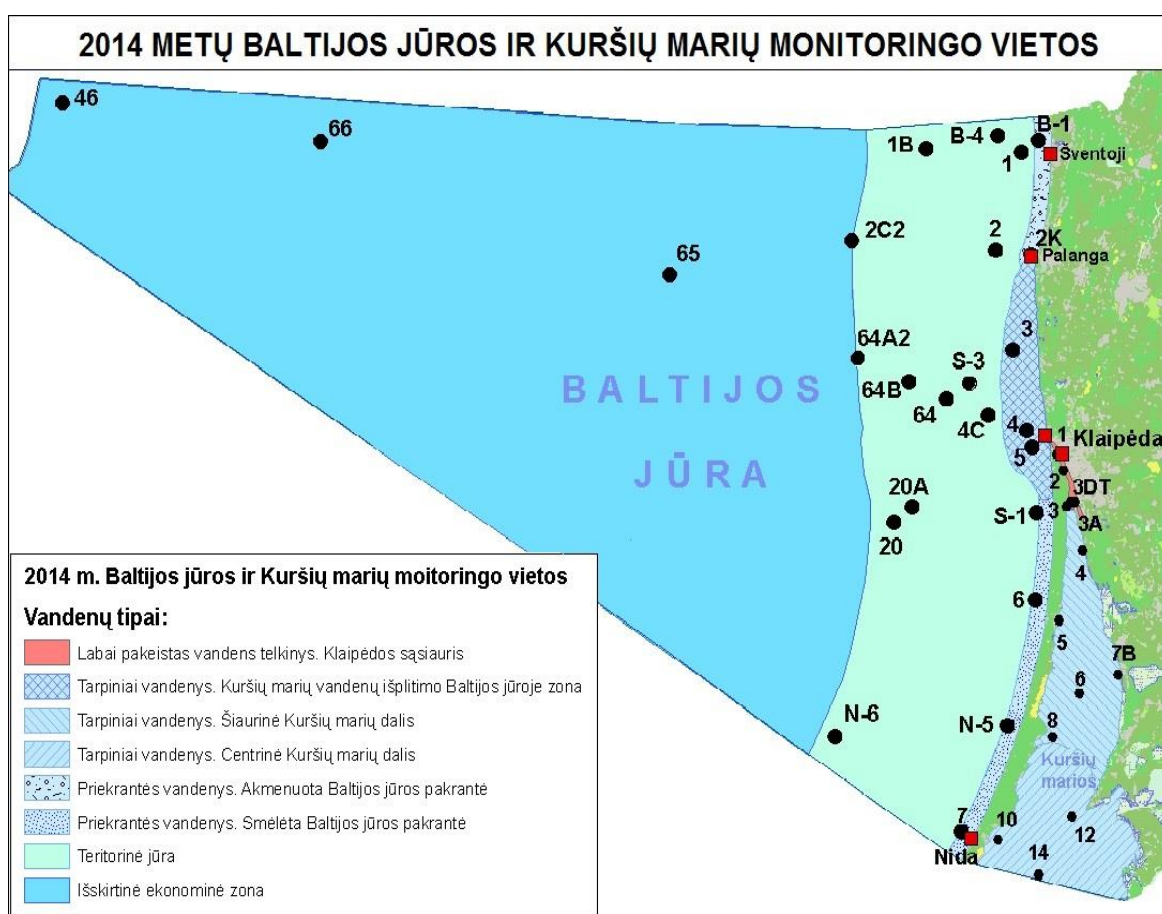 2014 METŲ BALTIJOS JŪROS IR KURŠIŲ MARIŲ MONITORINGO VIETOS
46
66
1B
B-4
B-1
1
Šventoji
2C2
2
2K
Palanga
65
3
64A2
S-3
64B
64
4C
4
1
Klaipėda
5
2
BALTIJOS
JŪRA
20A
20
3DT
3
S-1
3A
4
6
5
7B
6
N-6
N-5
8
Kuršių
marios
7
10
12
Nida
14
2014 m. Baltijos jūros ir Kuršių marių moitoringo vietos
Vandenų tipai:
Labai pakeistas vandens telkinys. Klaipėdos sąsiauris
Tarpiniai vandenys. Kuršių marių vandenų išplitimo Baltijos jūroje zona
Tarpiniai vandenys. Šiaurinė Kuršių marių dalis
Tarpiniai vandenys. Centrinė Kuršių marių dalis
Priekrantės vandenys. Akmenuota Baltijos jūros pakrantė
Priekrantės vandenys. Smėlėta Baltijos jūros pakrantė
Teritorinė jūra
Išskirtinė ekonominė zona